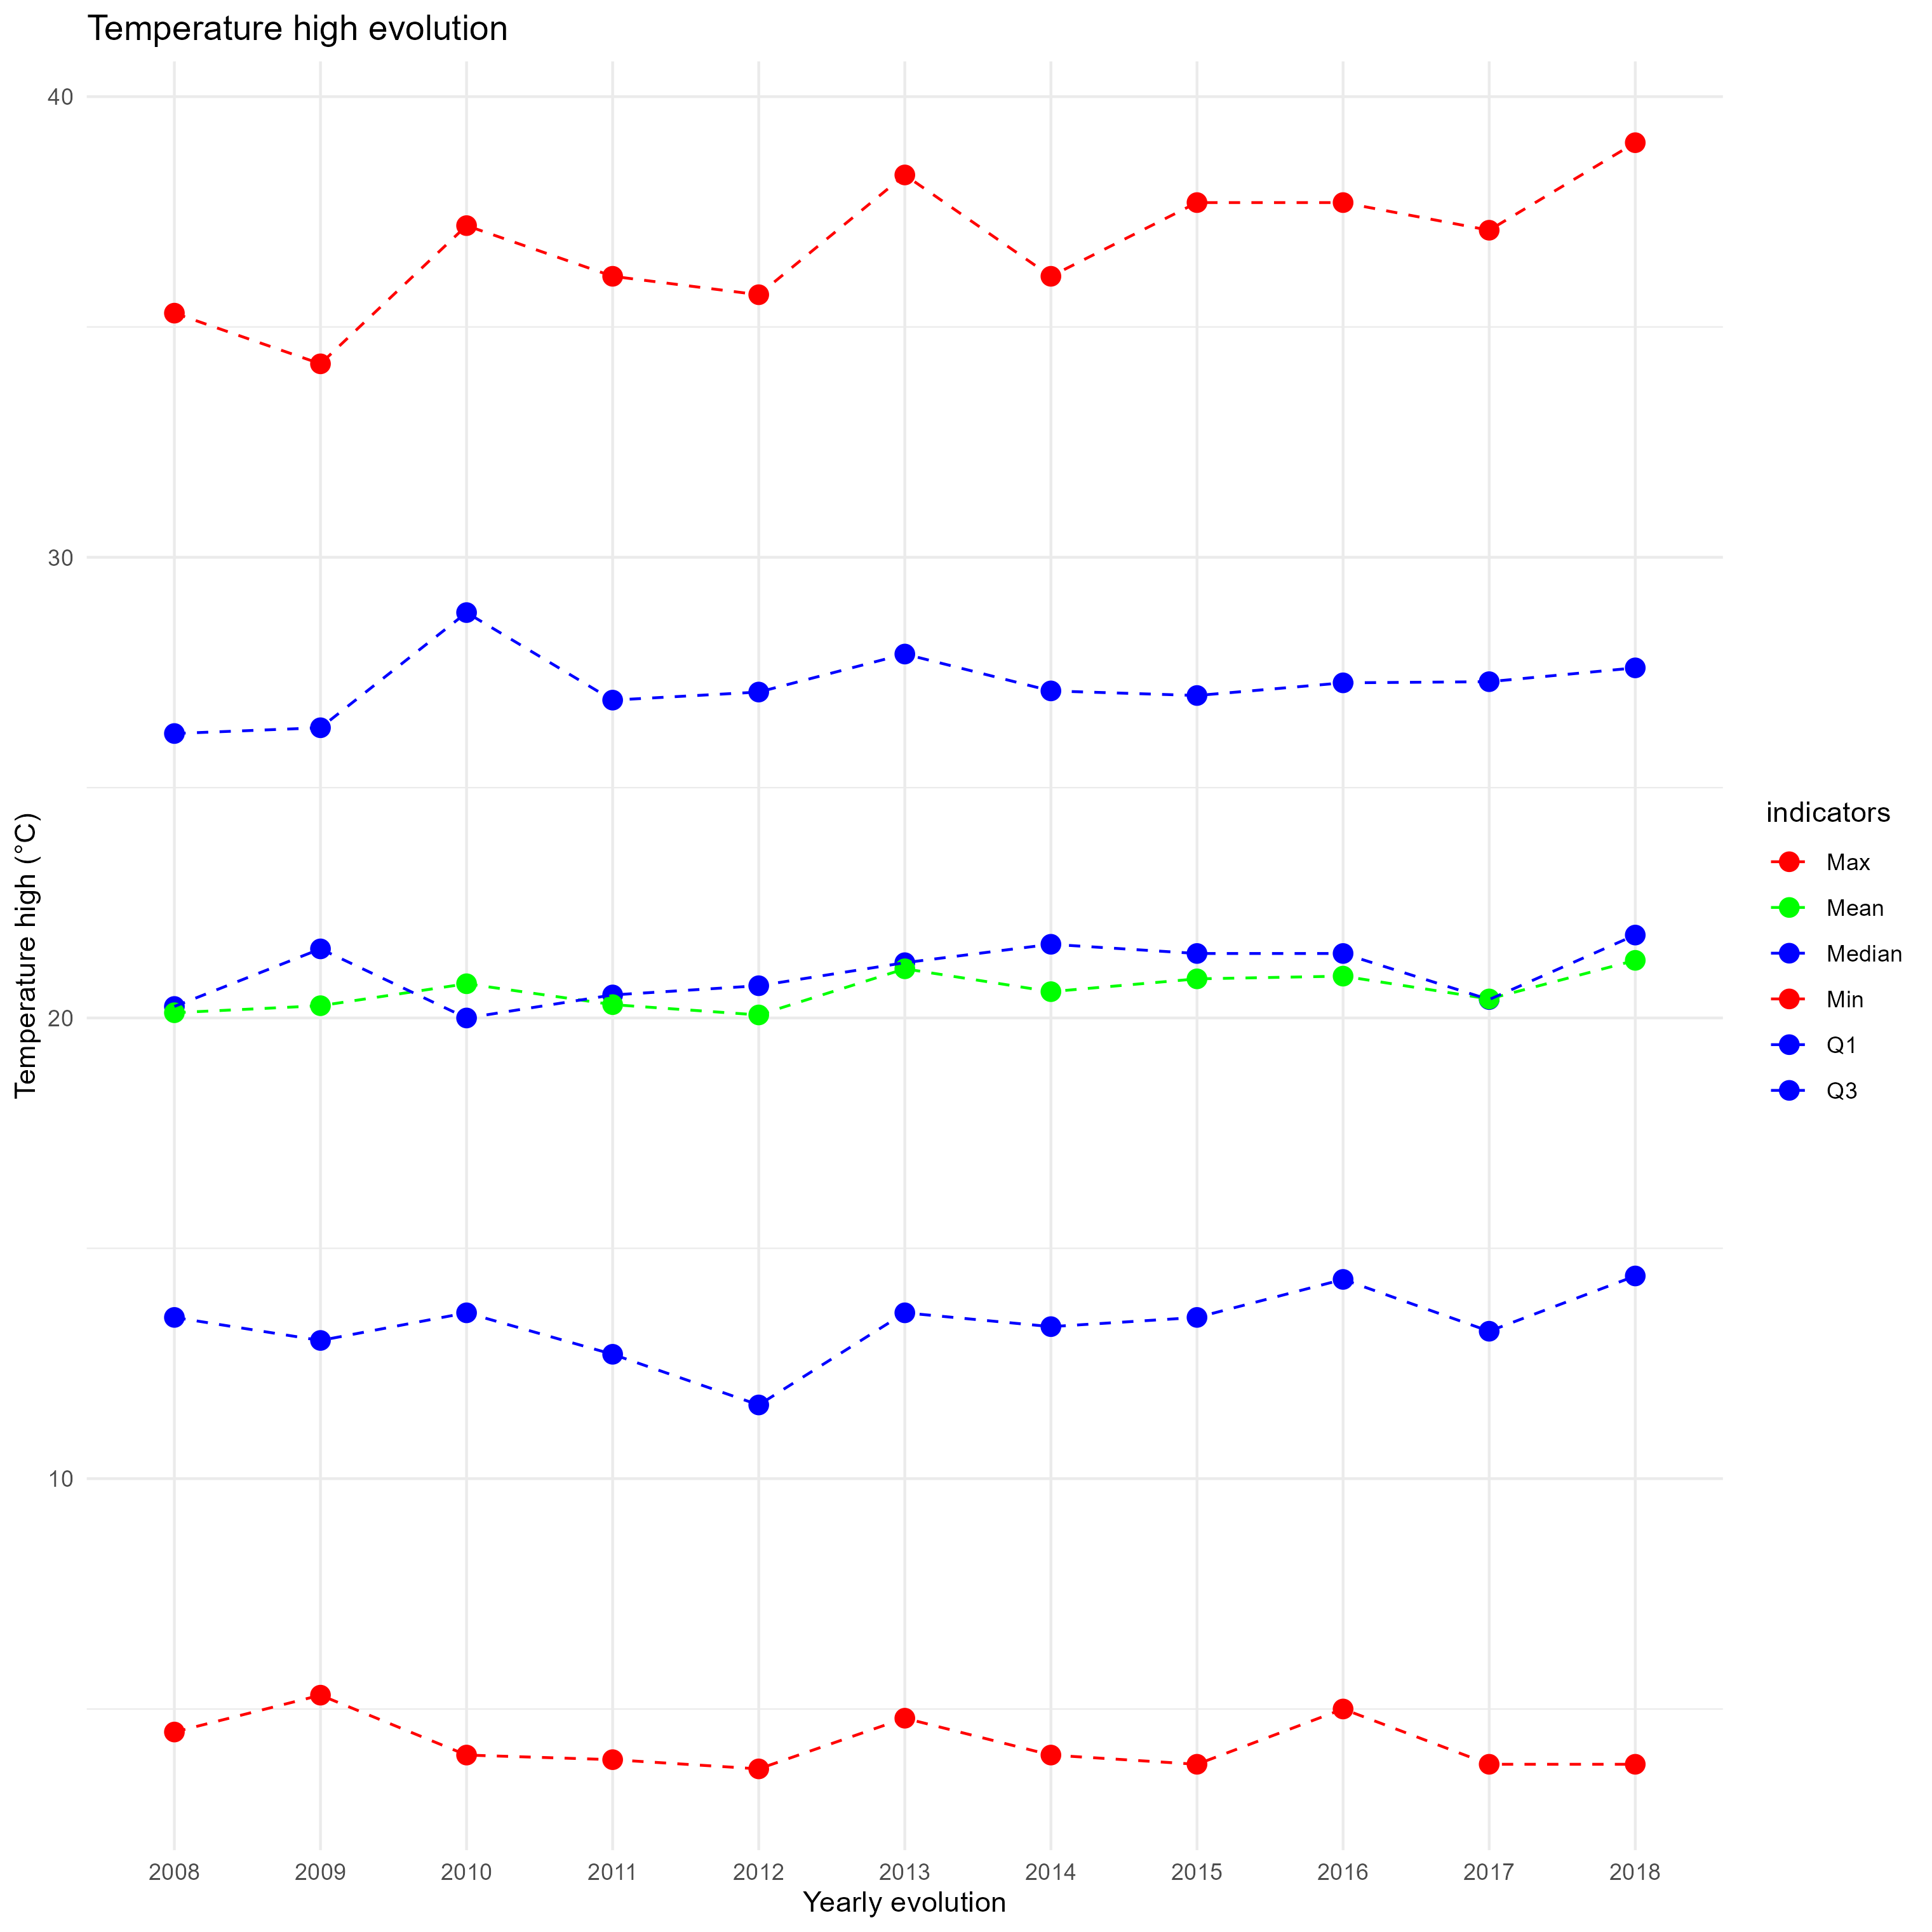 Temperature high evolution
40
30
20
10
Temperature high (°C)
2008 2009 2010 2011 2012 2013 2014 2015 2016 2017 2018
Yearly evolution
indicators
Max
Mean
Median
Min
Q1
Q3